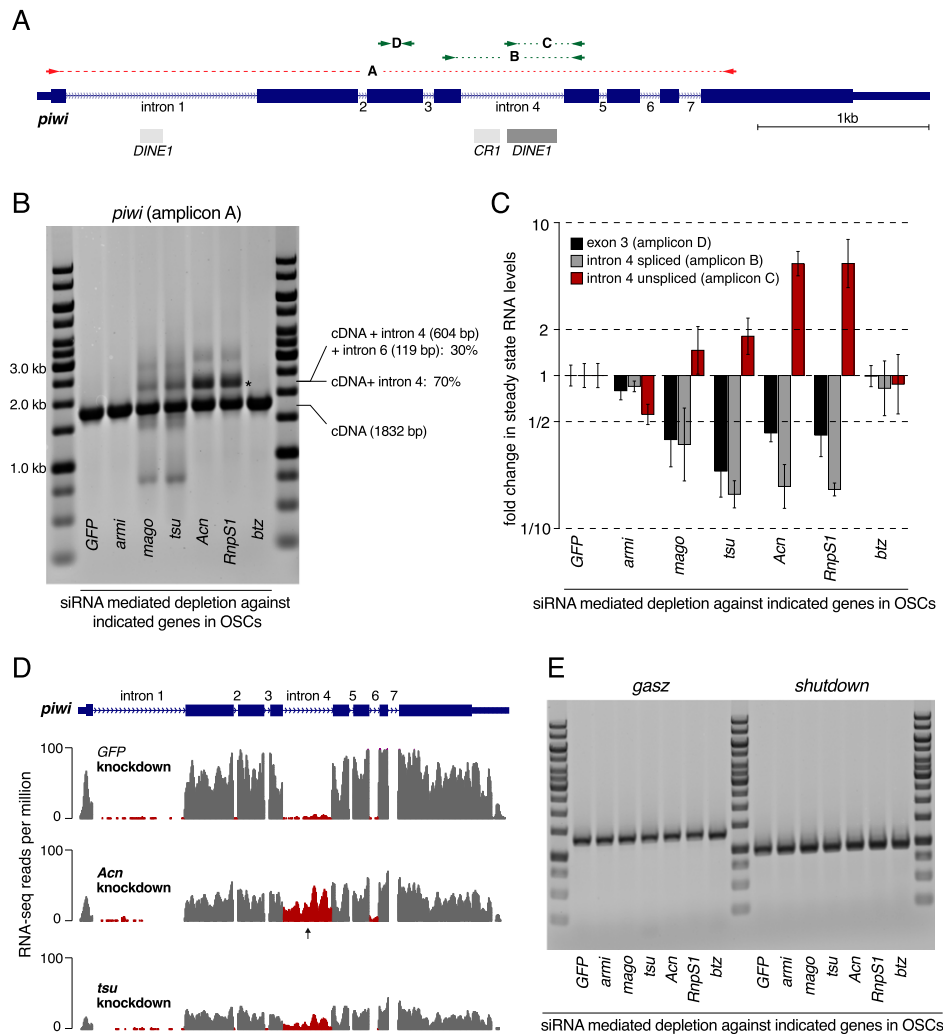 A
D
C
B
A
intron 1
2
3
intron 4
5
6
7
piwi
1kb
DINE1
CR1
DINE1
B
piwi (amplicon A)
3.0 kb
2.0 kb
1.0 kb
*
cDNA + intron 4 (604 bp)
+ intron 6 (119 bp): 30%
cDNA+ intron 4: 70%
cDNA (1832 bp)
GFP
armi
mago
tsu
Acn
RnpS1
btz
siRNA mediated depletion against
indicated genes in OSCs
C
fold change in steady state RNA levels
10
2
1
1/2
1/10
exon 3 (amplicon D)
intron 4 spliced (amplicon B)
intron 4 unspliced (amplicon C)
GFP
armi
mago
tsu
Acn
RnpS1
btz
siRNA mediated depletion against indicated genes in OSCs
D
intron 1
2
3
intron 4
5
6
7
piwi
RNA-seq reads per million
100
0
GFP
knockdown
100
0
Acn
knockdown
100
0
tsu
knockdown
E
gasz
shutdown
GFP
armi
mago
tsu
Acn
RnpS1
btz
GFP
armi
mago
tsu
Acn
RnpS1
btz
siRNA mediated depletion against indicated genes in OSCs